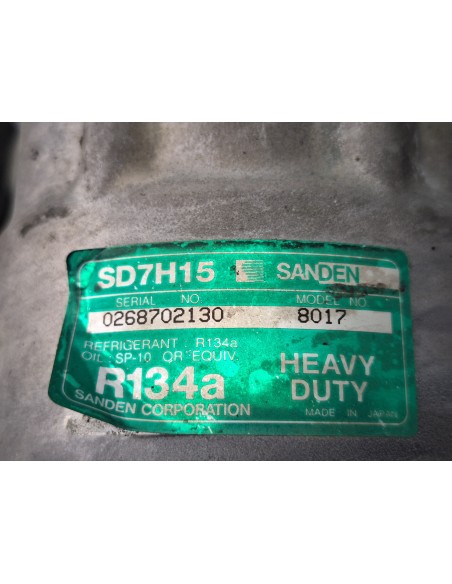 SD7H15 SANDEN
SERIAL NO MODEL NO
0268702130 8017
REFRIGERANT : R134a
OIL : SP-10 OR EQUIV.
R134a HEAVY DUTY
SANDEN CORPORATION MADE IN JAPAN